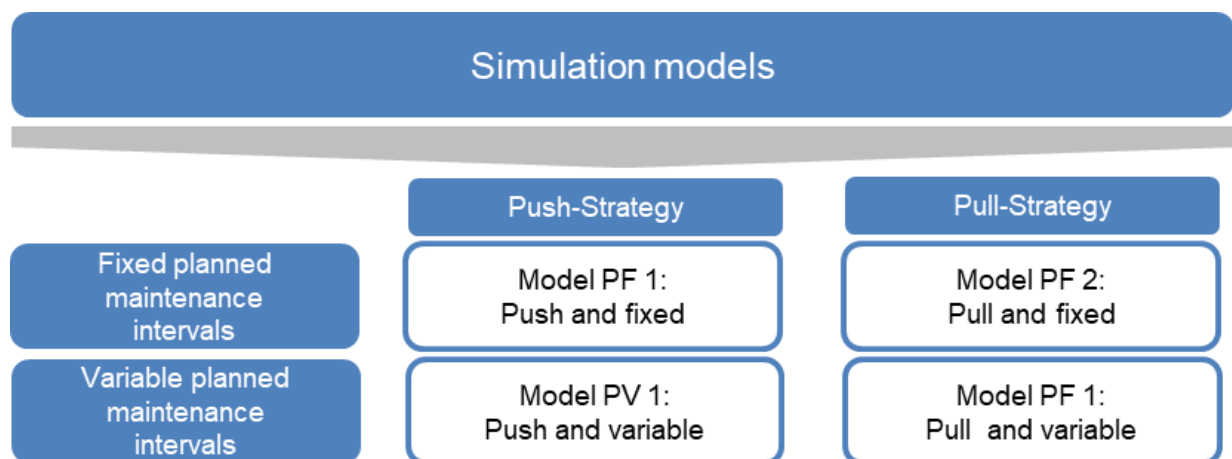 Simulation models
Push-Strategy
Pull-Strategy
Fixed planned
maintenance
intervals
Model PF 1:
Push and fixed
Model PF 2:
Pull and fixed
Variable planned
maintenance
intervals
Model PV 1:
Push and variable
Model PF 1:
Pull and variable